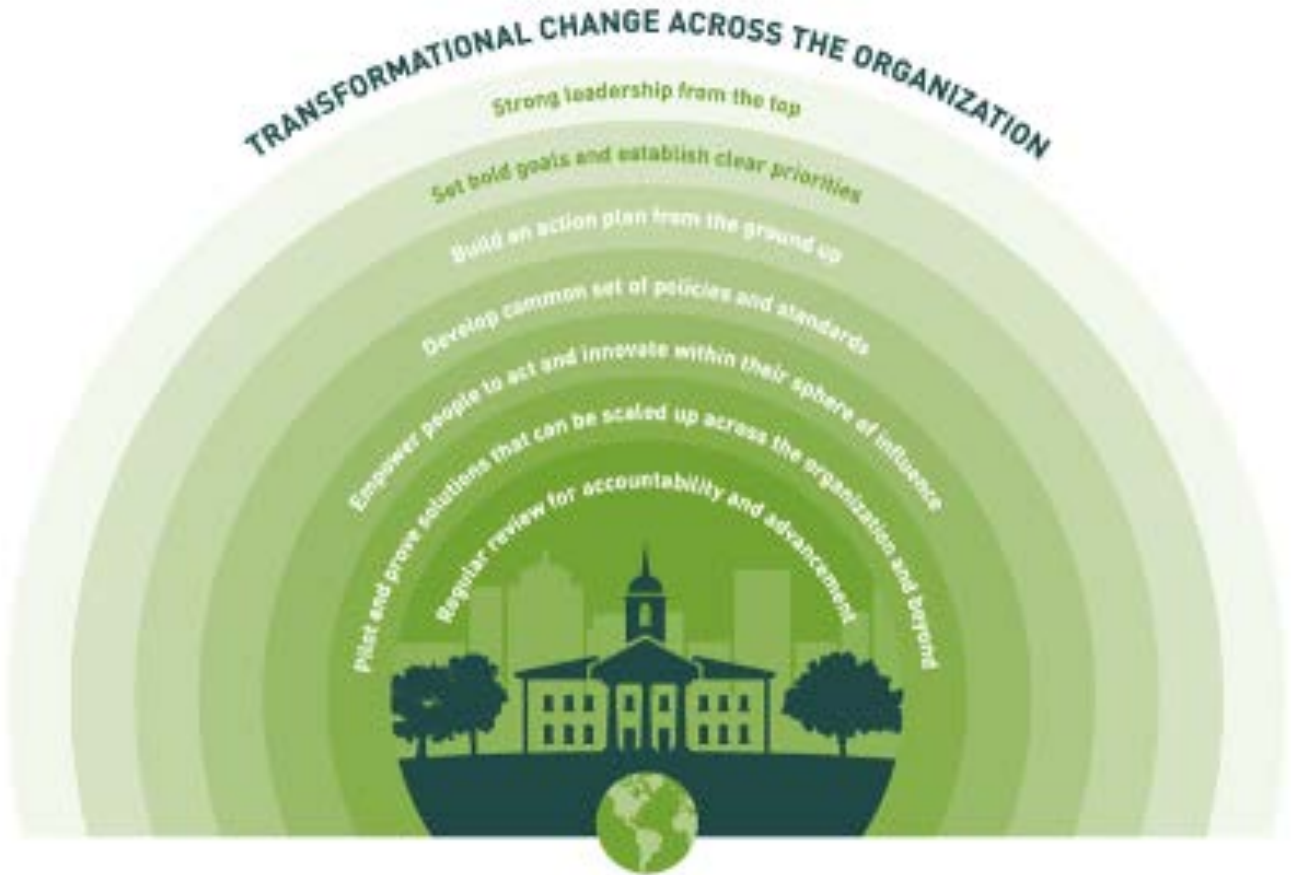 TRANSFORMATIONAL CHANGE ACROSS THE ORGANIZATION
Strong leadership from the top
Set bold goals and establish clear priorities
Build an action plan from the ground up
Develop common set of policies and standards
Empower people to act and innovate within their sphere of influence
Pilot and prove solutions that can be scaled up across the organization and beyond
Regular review for accountability and advancement